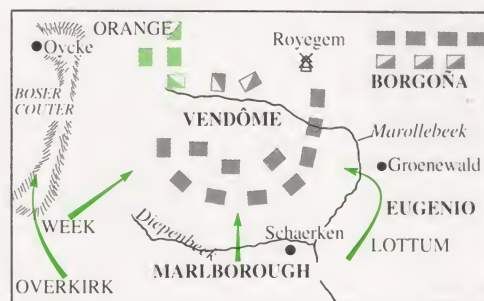 ORANGE
Oycke
Royegem
BORGOÑA
BOSER
COUTER
VENDÔME
Marollebeek
Groenewald
EUGENIO
WEEK
Diepenbeek
Schaerken
LOTTUM
OVERKIRK
MARLBOROUGH